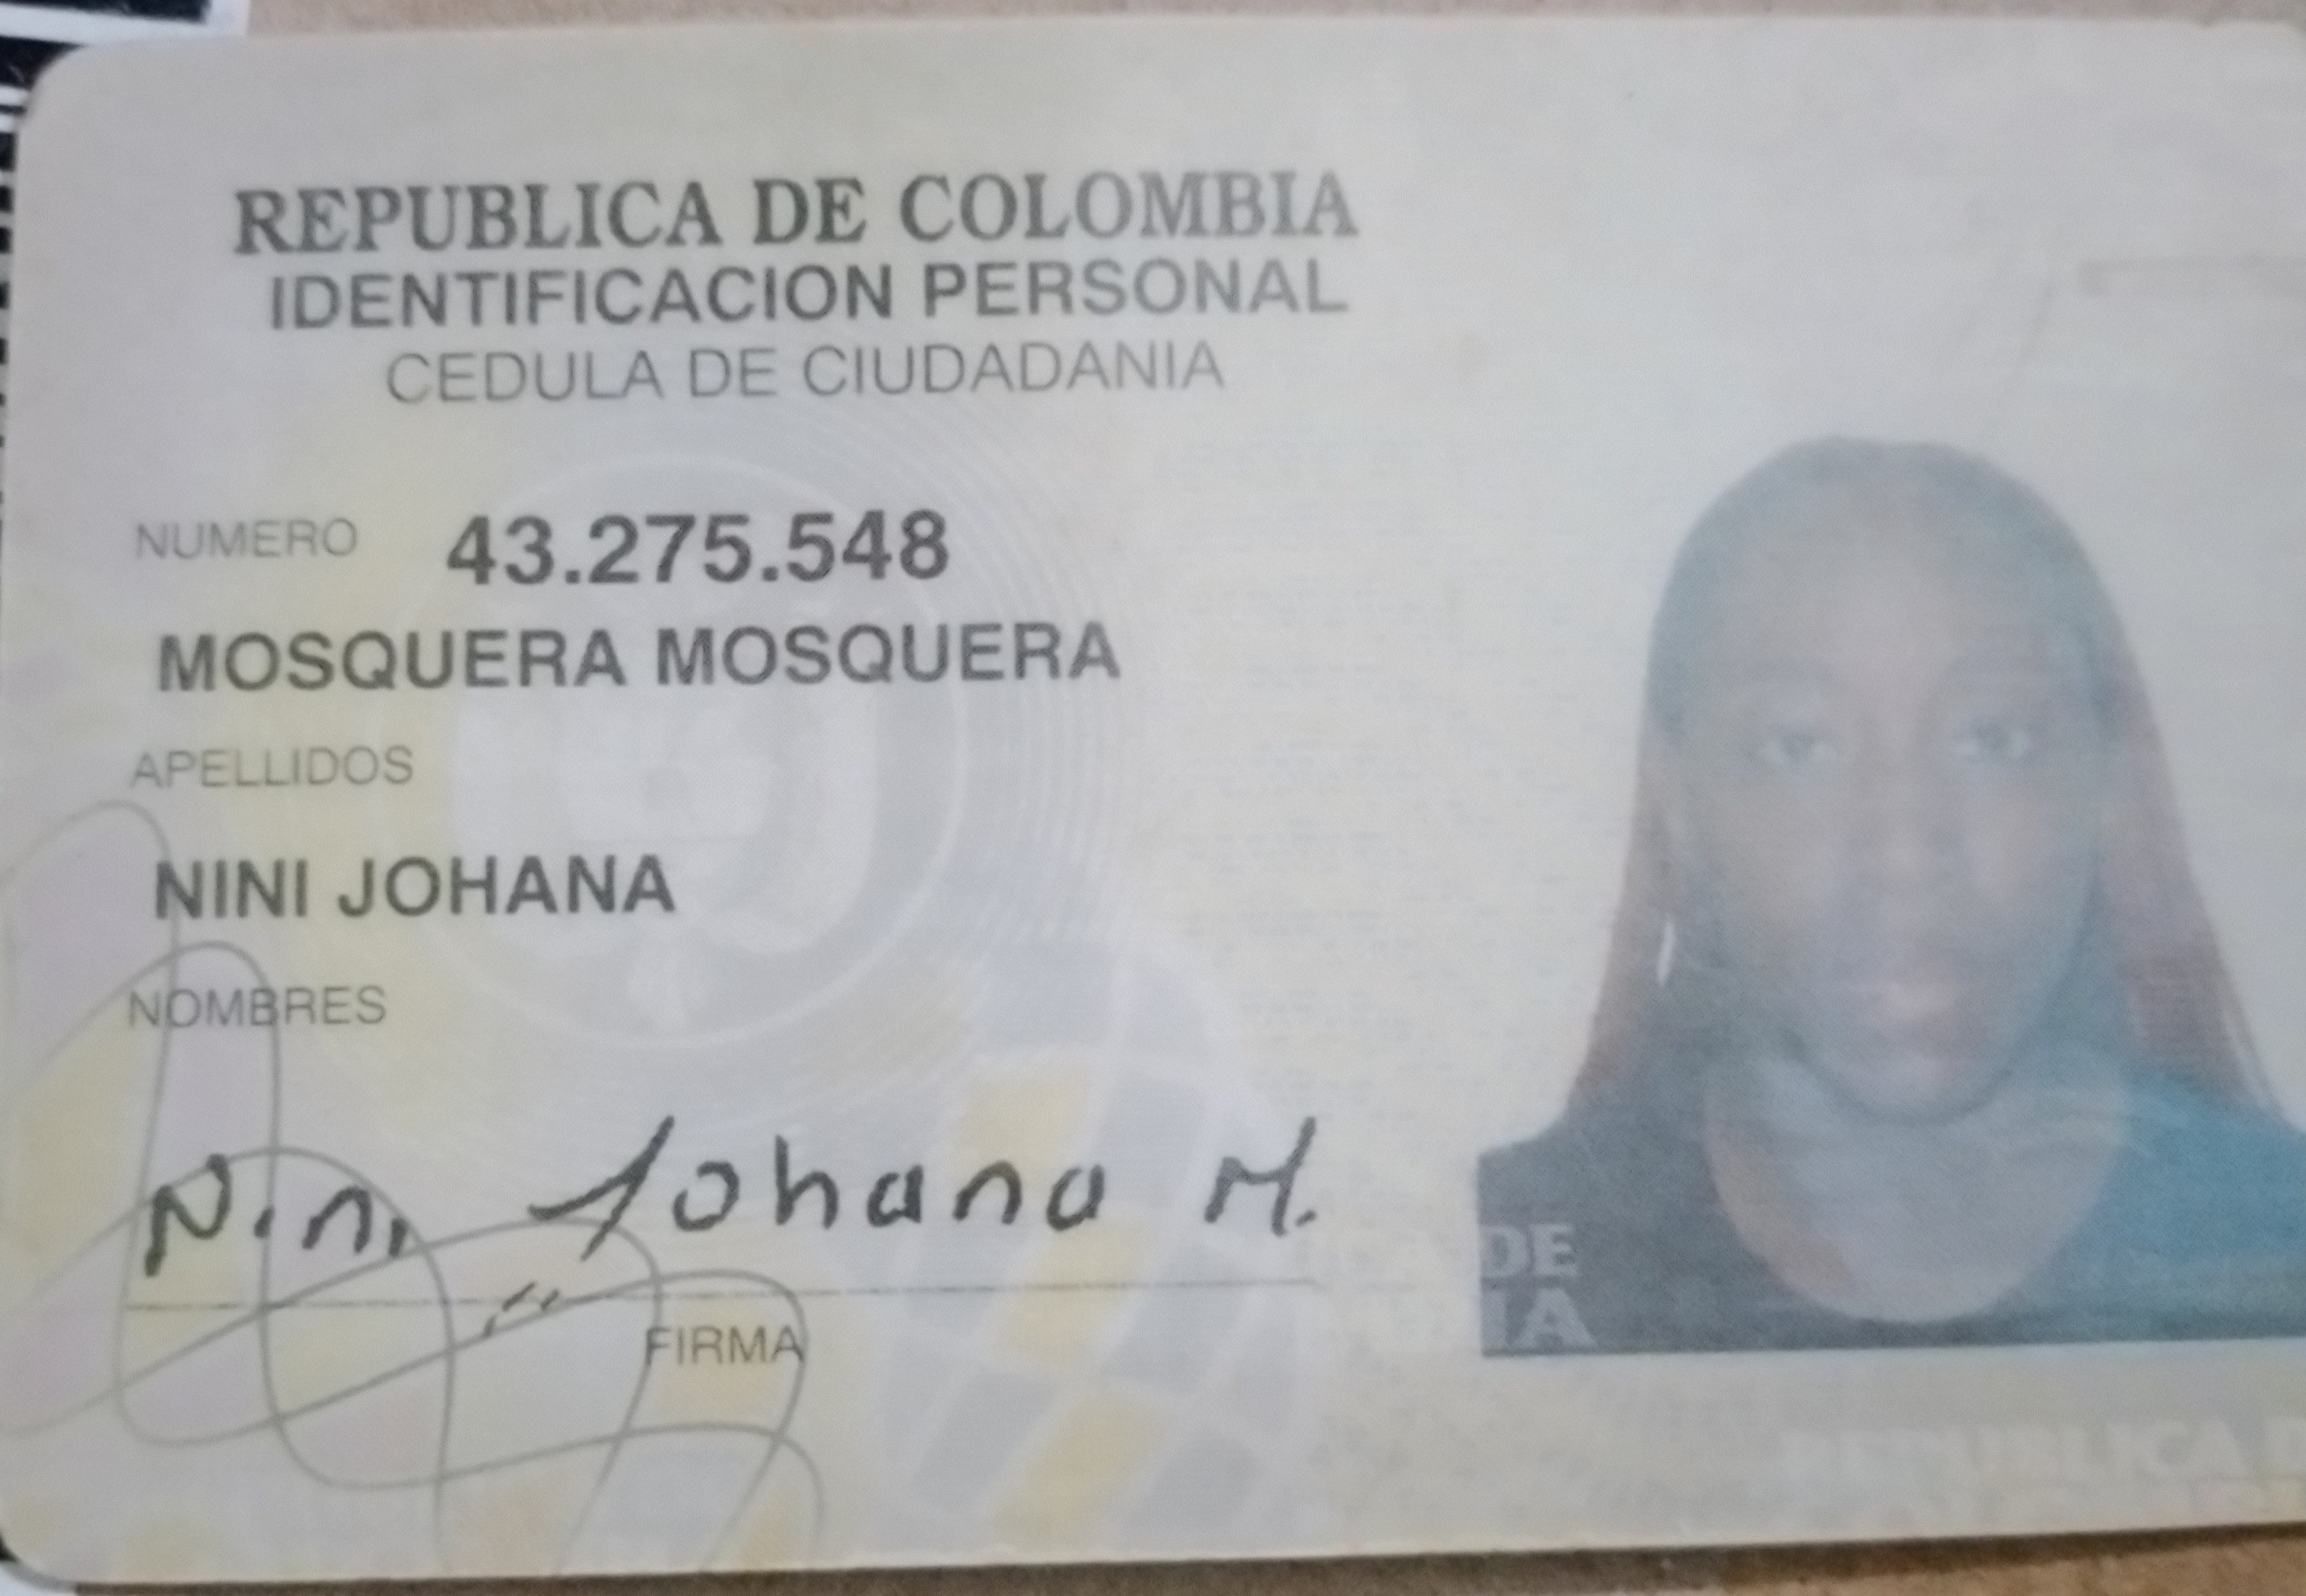 REPUBLICA DE COLOMBIA
IDENTIFICACION PERSONAL
CEDULA DE CIUDADANIA
NUMERO 43.275.548
MOSQUERA MOSQUERA
APELLIDOS
NINI JOHANA
NOMBRES
Nini Johana M.
FIRMA
DE
IA
REPUBLICA D